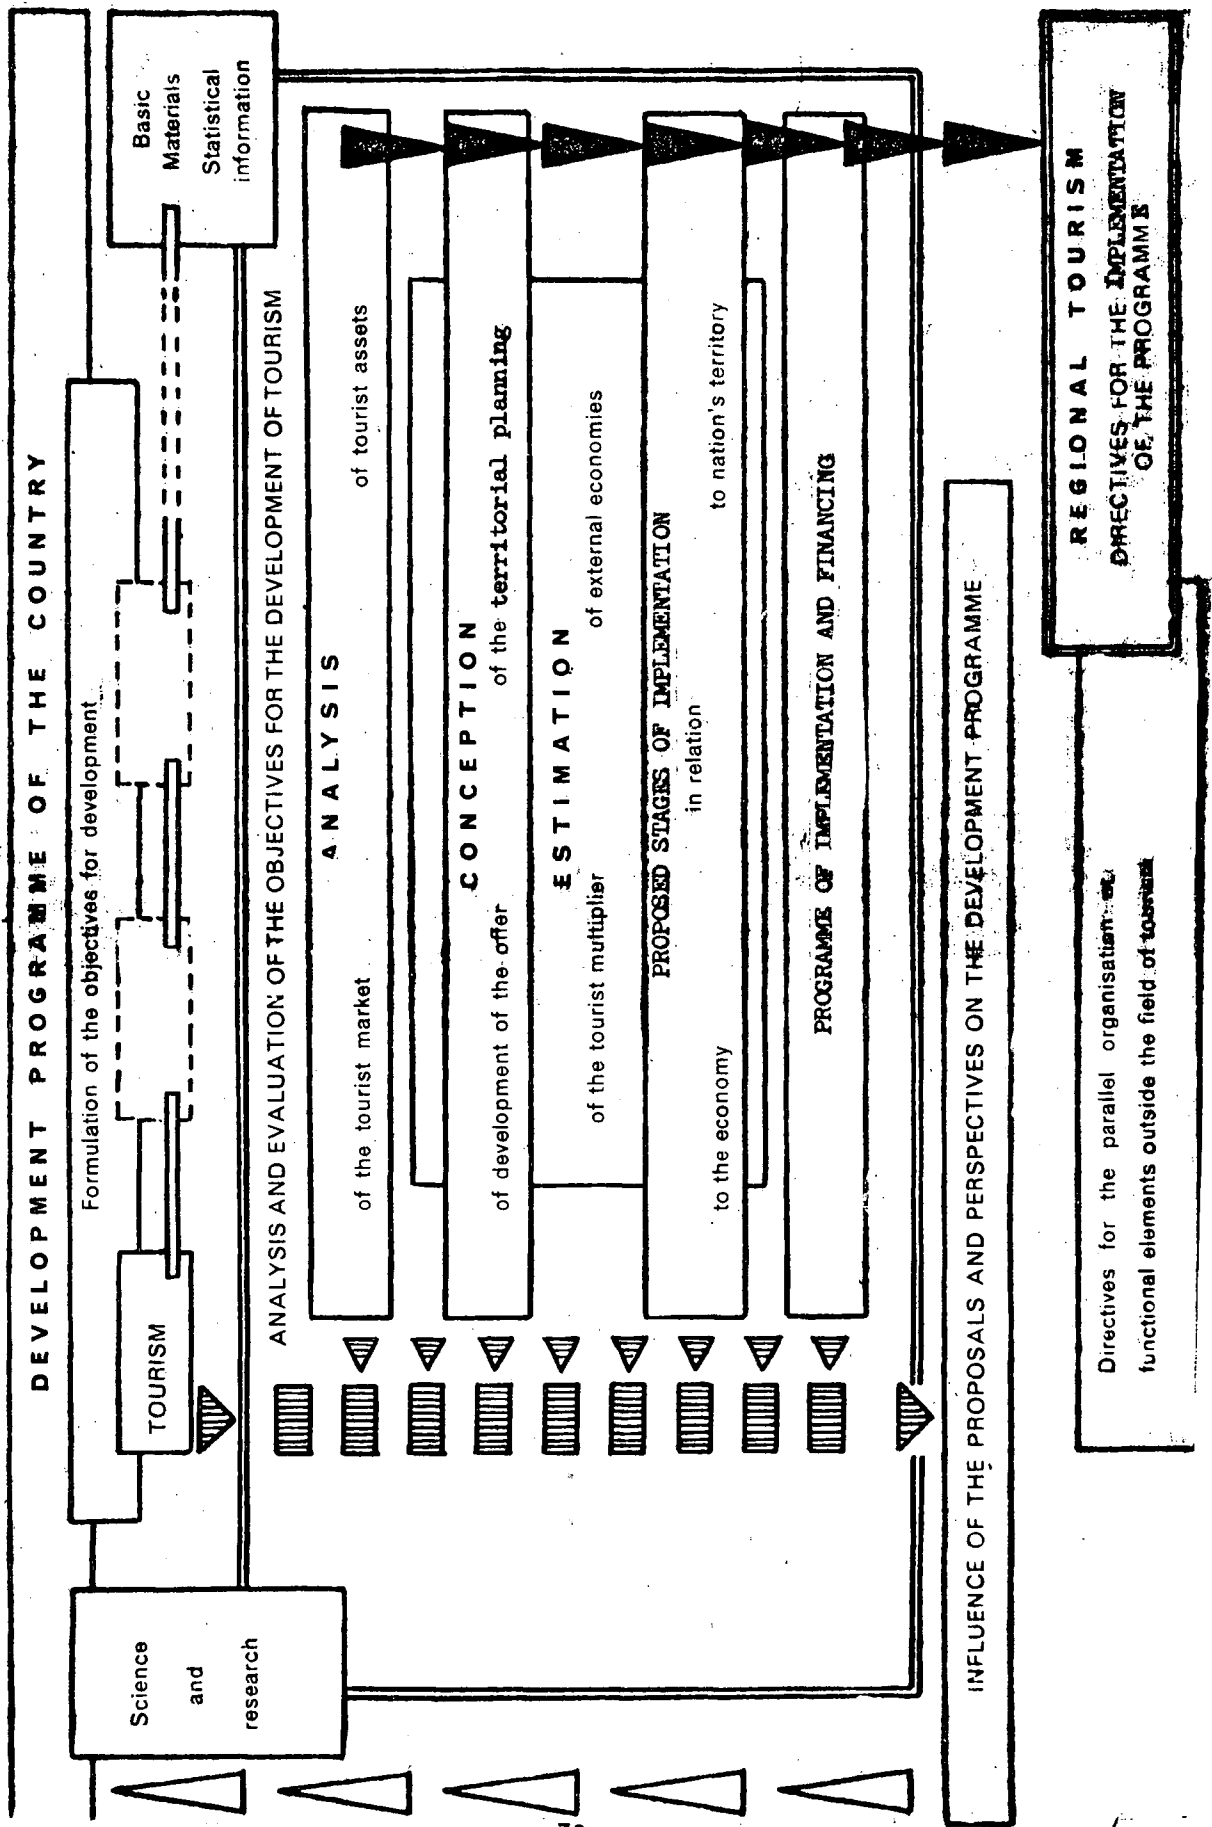 DEVELOPMENT PROGRAMME OF THE COUNTRY
Formulation of the objectives for development
TOURISM
Science
and
research
Basic
Materials
Statistical
information
ANALYSIS AND EVALUATION OF THE OBJECTIVES FOR THE DEVELOPMENT OF TOURISM
ANALYSIS
of the tourist market of tourist assets
CONCEPTION
of development of the offer of the territorial planning
ESTIMATION
of the tourist multiplier of external economies
PROPOSED STAGES OF IMPLEMENTATION
in relation
to the economy to nation's territory
PROGRAMME OF IMPLEMENTATION AND FINANCING
INFLUENCE OF THE PROPOSALS AND PERSPECTIVES ON THE DEVELOPMENT PROGRAMME
REGIONAL TOURISM
DIRECTIVES FOR THE IMPLEMENTATION
OF THE PROGRAMME
Directives for the parallel organisation
functional elements outside the field of tourism